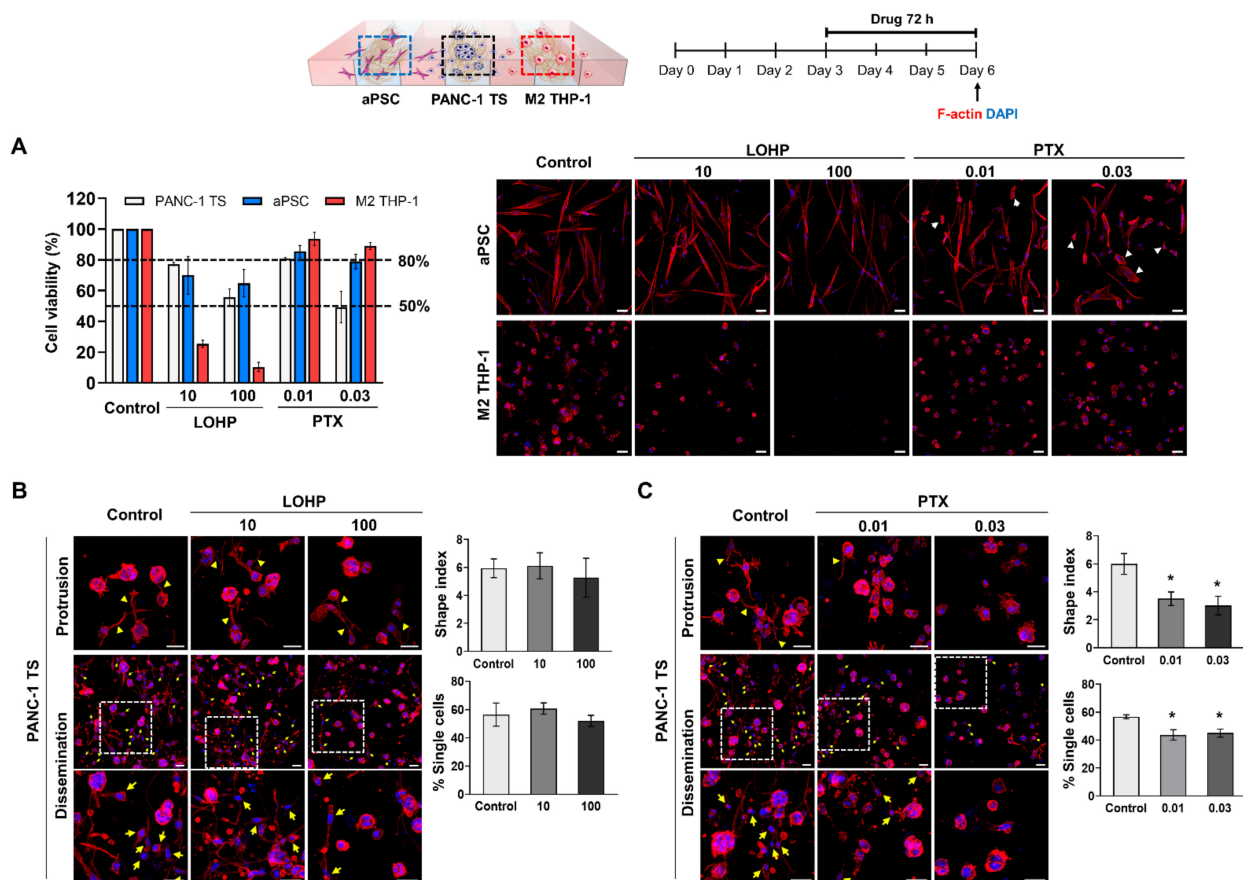 Drug 72 h
Day 0 Day 1 Day 2 Day 3 Day 4 Day 5 Day 6
aPSC PANC-1 TS M2 THP-1
F-actin DAPI
A
PANC-1 TS aPSC M2 THP-1
Cell viability (%)
120
100
80
60
40
20
0
80%
50%
Control 10 100 0.01 0.03
LOHP PTX
Control LOHP PTX
10 100 0.01 0.03
aPSC
M2 THP-1
B
Control LOHP
10 100
PANC-1 TS
Protrusion
Dissemination
Shape index
8
6
4
2
0
Control 10 100
% Single cells
80
60
40
20
0
Control 10 100
C
Control PTX
0.01 0.03
PANC-1 TS
Protrusion
Dissemination
Shape index
8
6
4
2
0
* *
Control 0.01 0.03
% Single cells
80
60
40
20
0
* *
Control 0.01 0.03